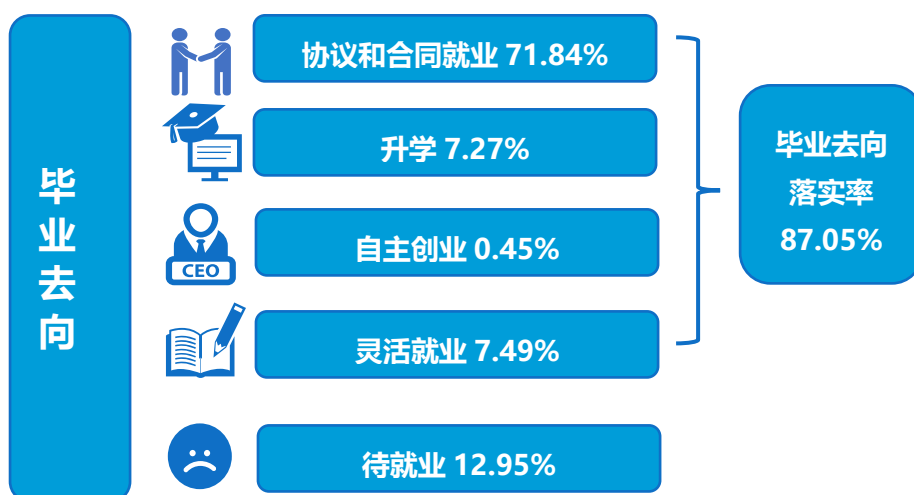 毕业去向
协议和合同就业 71.84%
升学 7.27%
CEO
自主创业 0.45%
灵活就业 7.49%
待就业 12.95%
毕业去向
落实率
87.05%